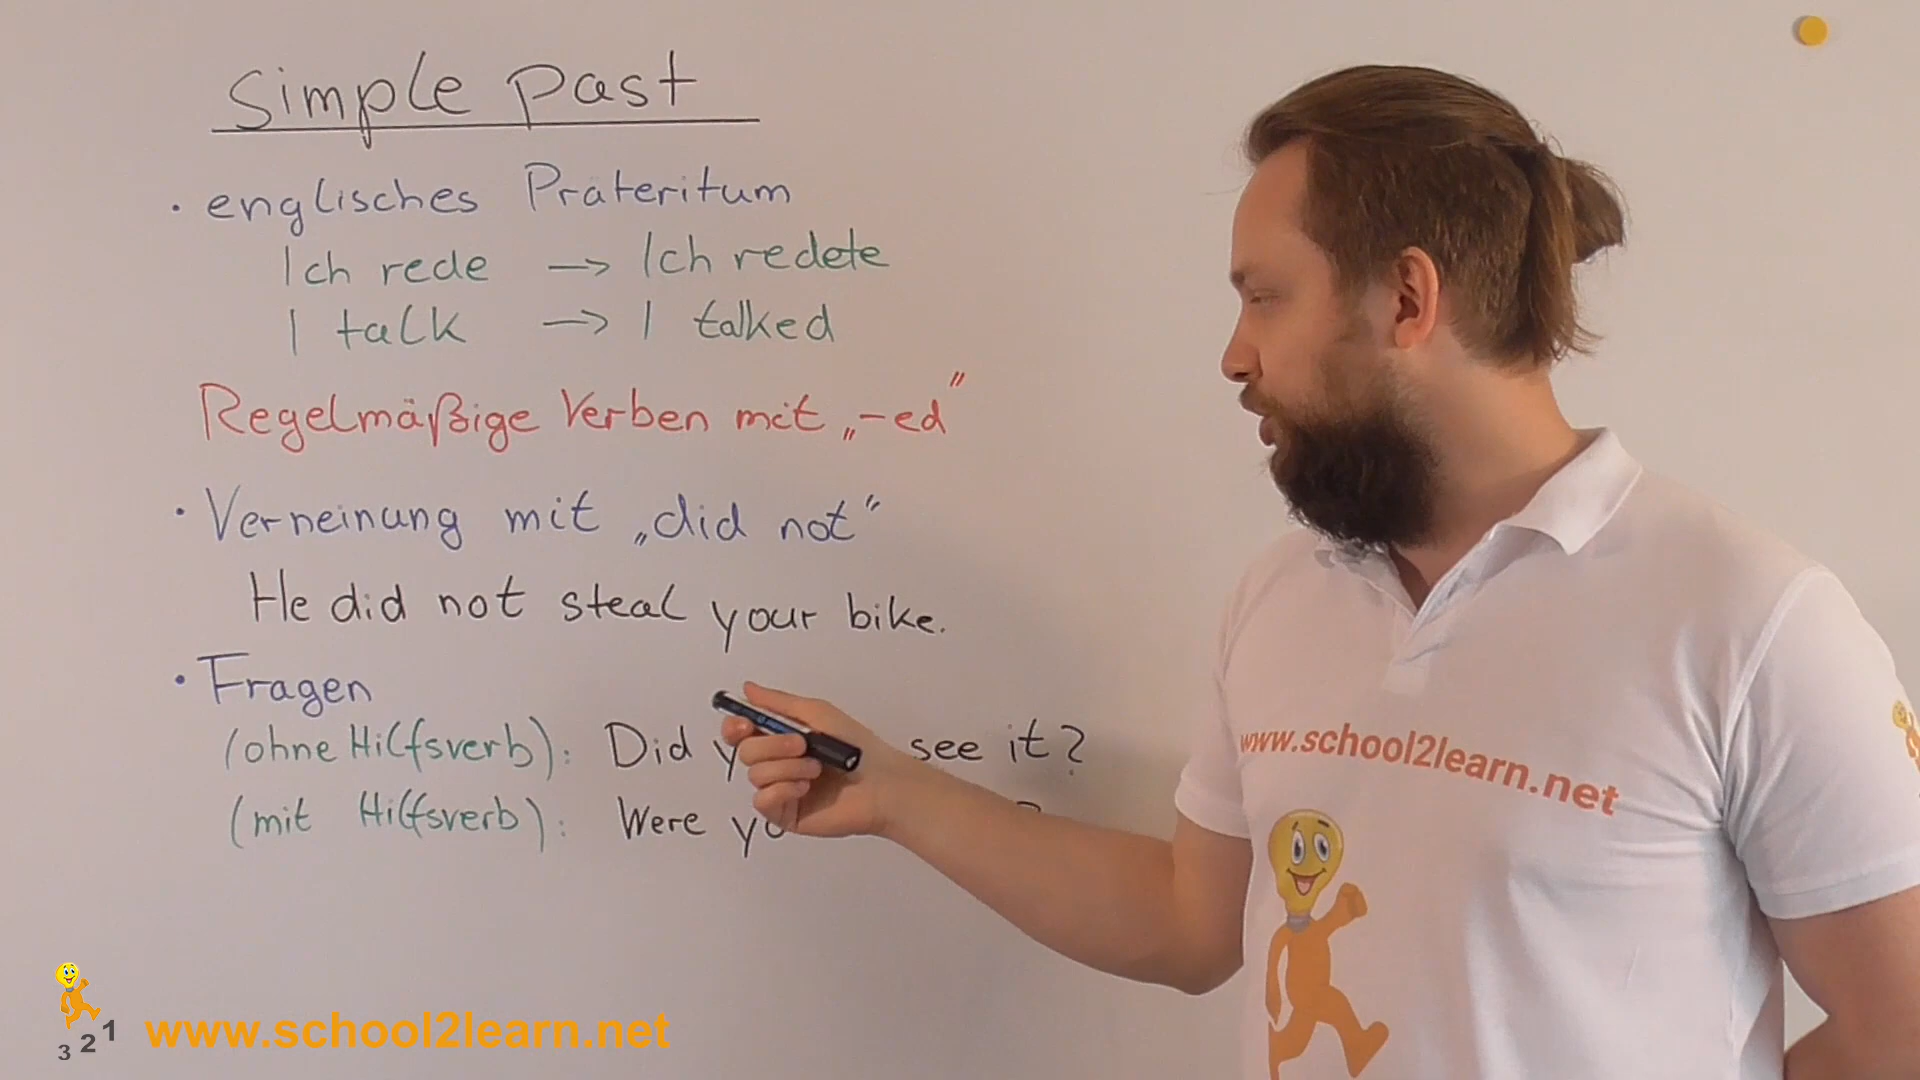 Simple Past
• englisches Präteritum
Ich rede → Ich redete
I talk → I talked
Regelmäßige Verben mit „-ed"
• Verneinung mit „did not"
He did not steal your bike.
• Fragen
(ohne Hilfsverb): Did see it?
(mit Hilfsverb): Were ?
www.school2learn.net
3 2 1 www.school2learn.net